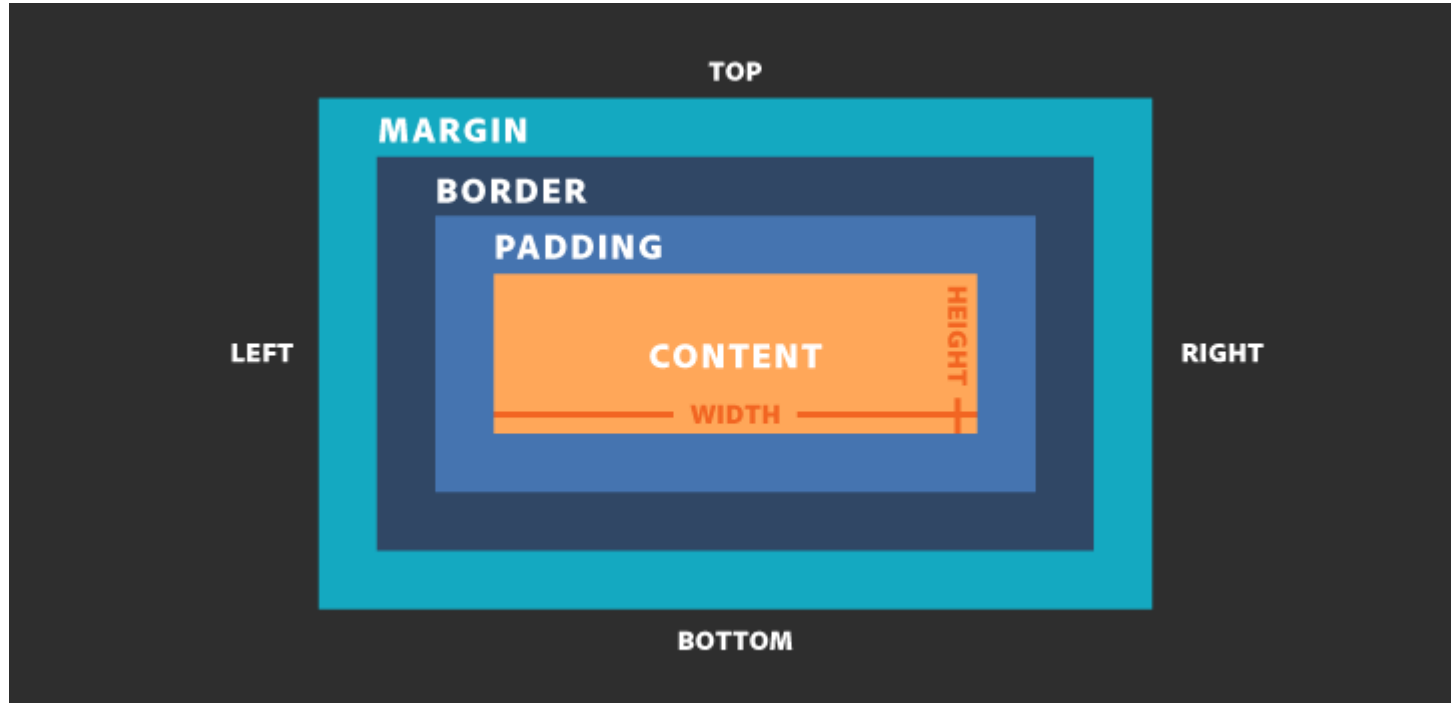 TOP
MARGIN
BORDER
PADDING
HEIGHT
LEFT
CONTENT
RIGHT
WIDTH
BOTTOM